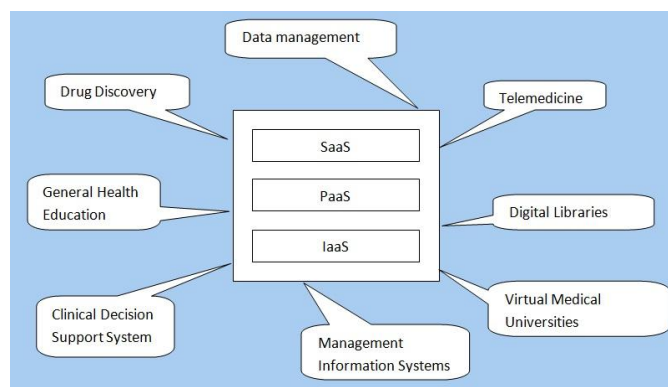 Data management
Drug Discovery
Telemedicine
SaaS
PaaS
General Health
Education
Digital Libraries
IaaS
Clinical Decision
Support System
Virtual Medical
Universities
Management
Information Systems